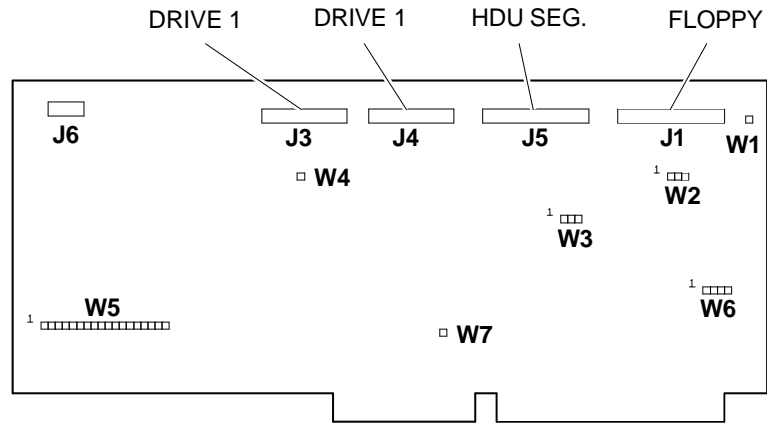 DRIVE 1 DRIVE 1 HDU SEG. FLOPPY
J6 J3 J4 J5 J1 W1
W4
1 W2
1 W3
1 W6
W5
1
W7